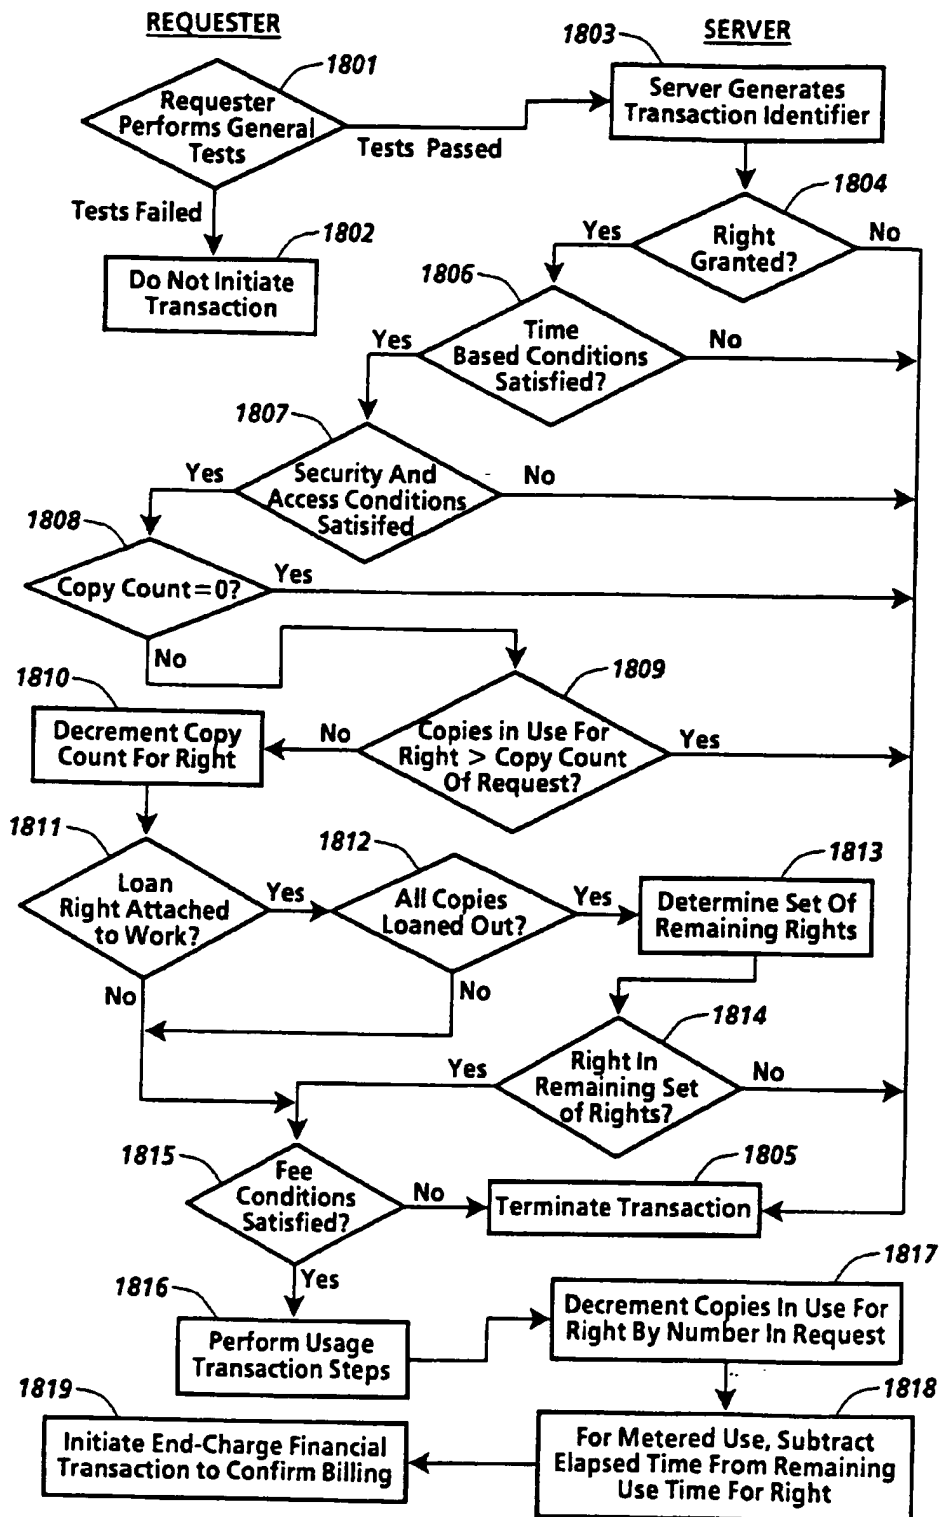 REQUESTER
SERVER
1801
1803
Requester
Performs General
Tests
Server Generates
Transaction Identifier
Tests Passed
Tests Failed
1802
Do Not Initiate
Transaction
1804
Yes
Right
Granted?
No
1806
Yes
Time
Based Conditions
Satisfied?
No
1807
Yes
Security And
Access Conditions
Satisifed
No
1808
Copy Count=0?
Yes
No
1809
1810
Decrement Copy
Count For Right
No
Copies in Use For
Right > Copy Count
Of Request?
Yes
1811
Loan
Right Attached
to Work?
Yes
No
1812
All Copies
Loaned Out?
Yes
No
1813
Determine Set Of
Remaining Rights
1814
Yes
Right In
Remaining Set
of Rights?
No
1815
Fee
Conditions
Satisfied?
No
Yes
1805
Terminate Transaction
1816
Perform Usage
Transaction Steps
1817
Decrement Copies In Use For
Right By Number In Request
1818
For Metered Use, Subtract
Elapsed Time From Remaining
Use Time For Right
1819
Initiate End-Charge Financial
Transaction to Confirm Billing